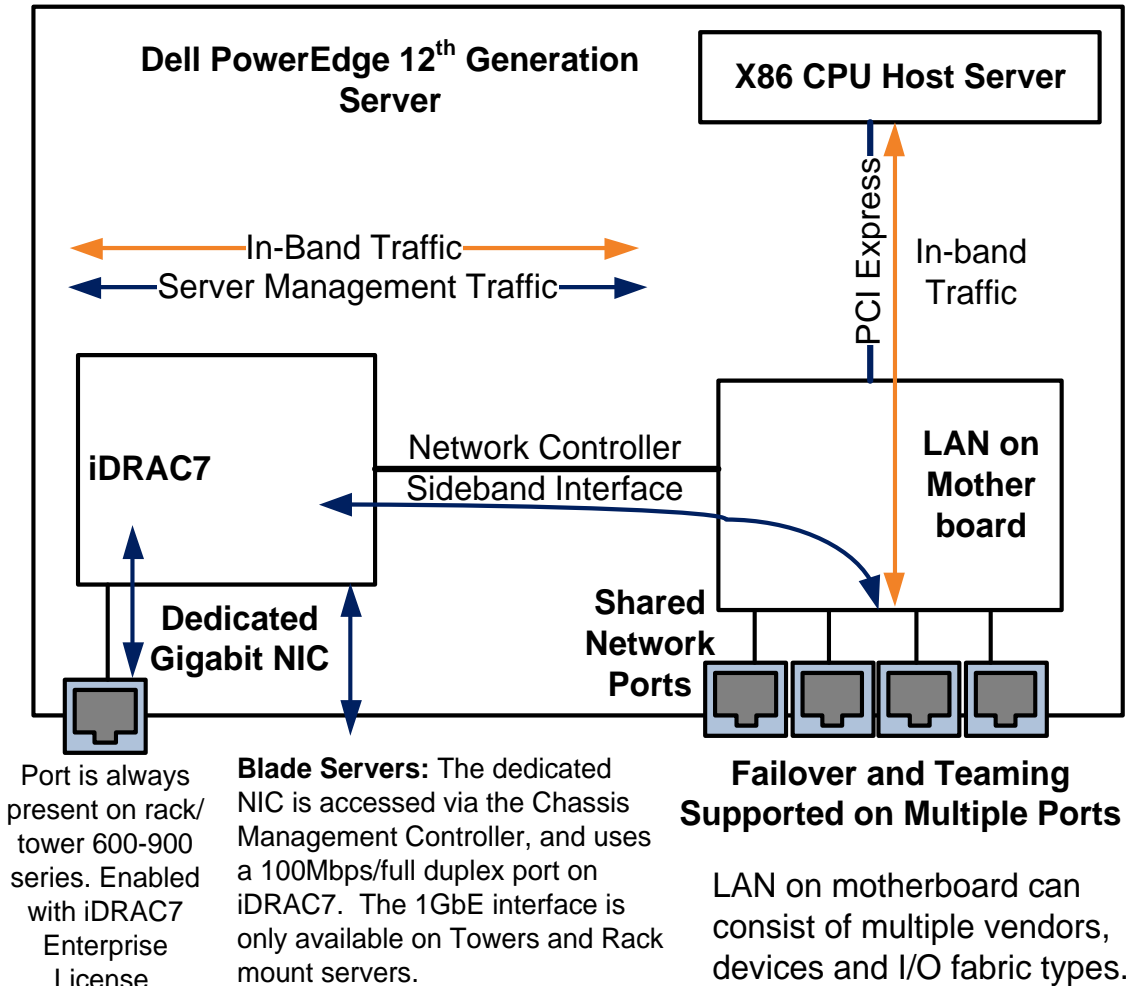 Dell PowerEdge 12th Generation
Server
X86 CPU Host Server
PCI Express
In-band
Traffic
In-Band Traffic
Server Management Traffic
iDRAC7
Network Controller
Sideband Interface
LAN on
Mother
board
Dedicated
Gigabit NIC
Shared
Network
Ports
Port is always
present on rack/
tower 600-900
series. Enabled
with iDRAC7
Enterprise
License
Blade Servers: The dedicated
NIC is accessed via the Chassis
Management Controller, and uses
a 100Mbps/full duplex port on
iDRAC7. The 1GbE interface is
only available on Towers and Rack
mount servers.
Failover and Teaming
Supported on Multiple Ports
LAN on motherboard can
consist of multiple vendors,
devices and I/O fabric types.